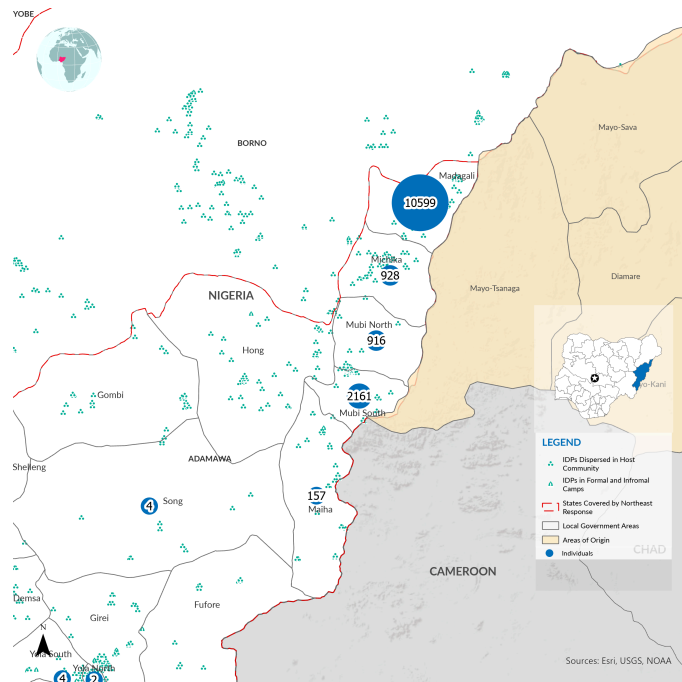 YOBE
Mayo-Sava
BORNO
Madagali
10599
Michika
928
Diamare
Mayo-Tsanaga
NIGERIA
Mubi North
916
Hong
Gombi
2161
Mubi South
yo-Kani
LEGEND
IDPs Dispersed in Host
Community
IDPs in Formal and Infromal
Camps
States Covered by Northeast
Response
Local Government Areas
Areas of Origin
Individuals
CHAD
ADAMAWA
Shelleng
157
Maiha
4
Song
CAMEROON
Demsa
Fufore
Girei
N
Yola South
Yola North
4
2
Sources: Esri, USGS, NOAA